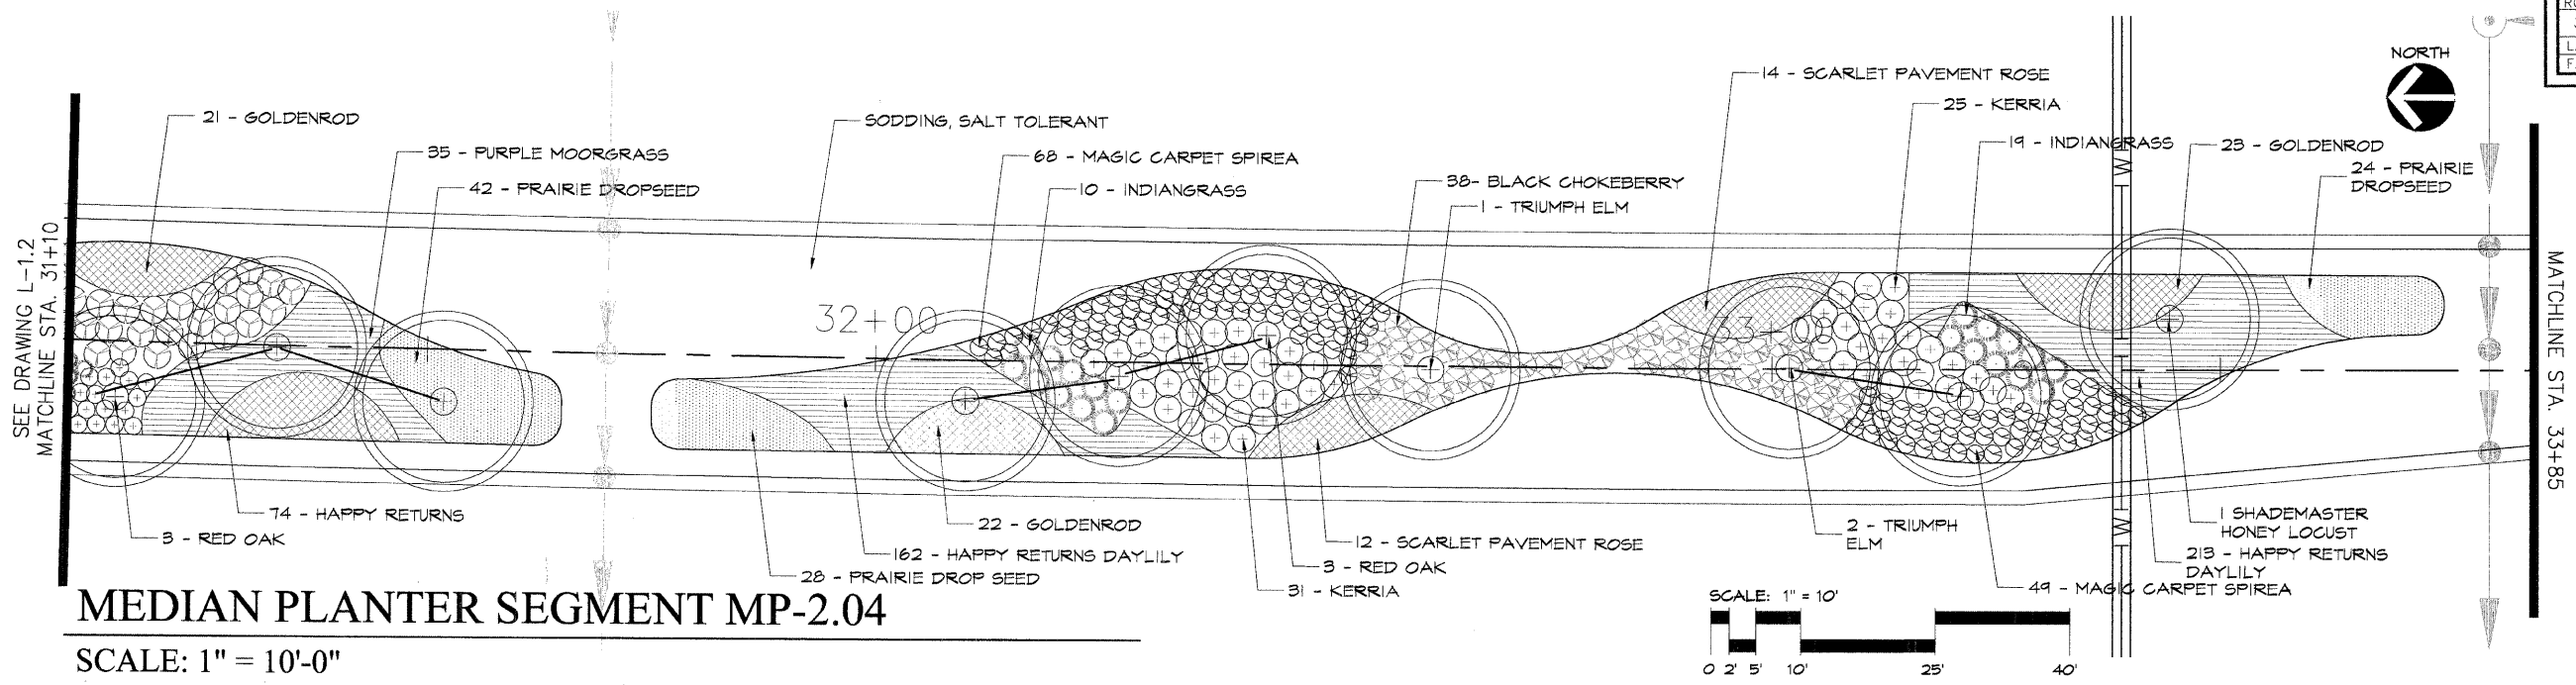 NORTH
14 - SCARLET PAVEMENT ROSE
25 - KERRIA
21 - GOLDENROD
SODDING, SALT TOLERANT
35 - PURPLE MOORGRASS
68 - MAGIC CARPET SPIREA
19 - INDIANGRASS
23 - GOLDENROD
42 - PRAIRIE DROPSEED
10 - INDIANGRASS
38- BLACK CHOKEBERRY
24 - PRAIRIE
DROPSEED
1 - TRIUMPH ELM
W
SEE DRAWING L-1.2
MATCHLINE STA. 31+10
32+00
33+00
MATCHLINE STA. 33+85
74 - HAPPY RETURNS
3 - RED OAK
22 - GOLDENROD
162 - HAPPY RETURNS DAYLILY
28 - PRAIRIE DROP SEED
12 - SCARLET PAVEMENT ROSE
3 - RED OAK
31 - KERRIA
2 - TRIUMPH
ELM
W
1 SHADEMASTER
HONEY LOCUST
213 - HAPPY RETURNS
DAYLILY
49 - MAGIC CARPET SPIREA
MEDIAN PLANTER SEGMENT MP-2.04
SCALE: 1" = 10'-0"
SCALE: 1" = 10'
0 2' 5' 10' 25' 40'